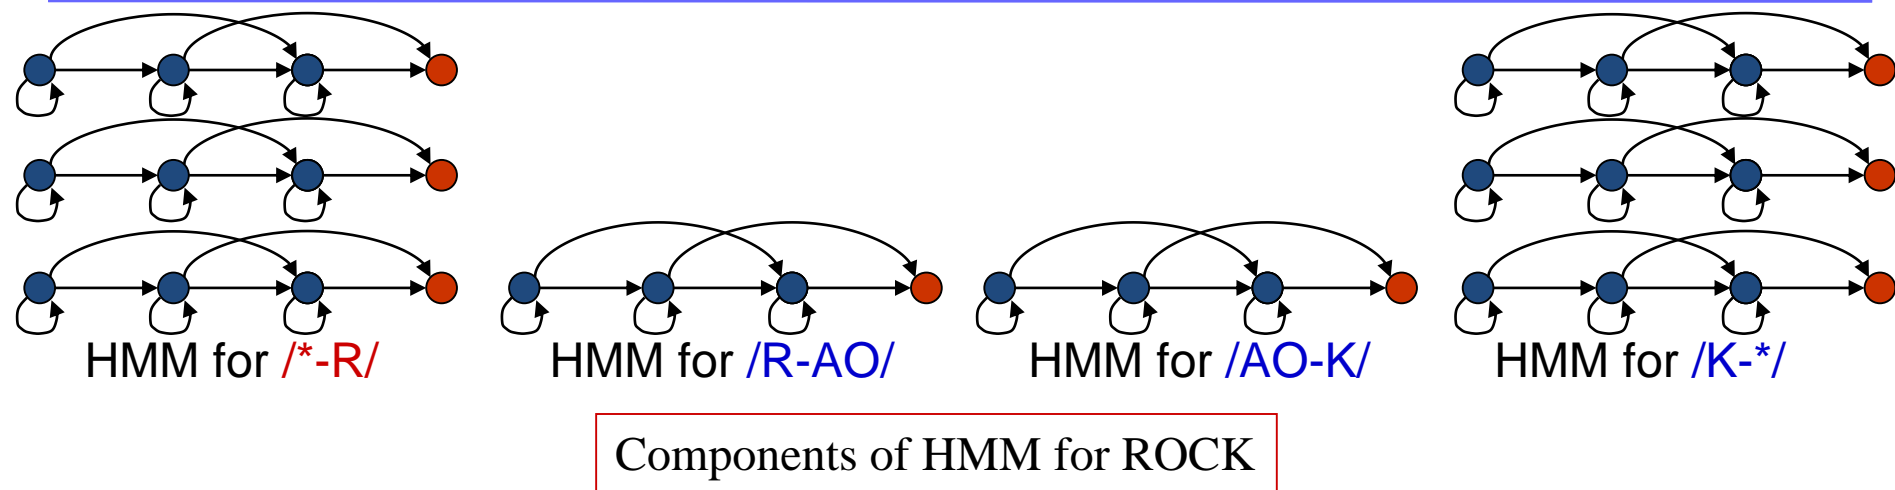 HMM for /*-R/
HMM for /R-AO/
HMM for /AO-K/
HMM for /K-*/
Components of HMM for ROCK